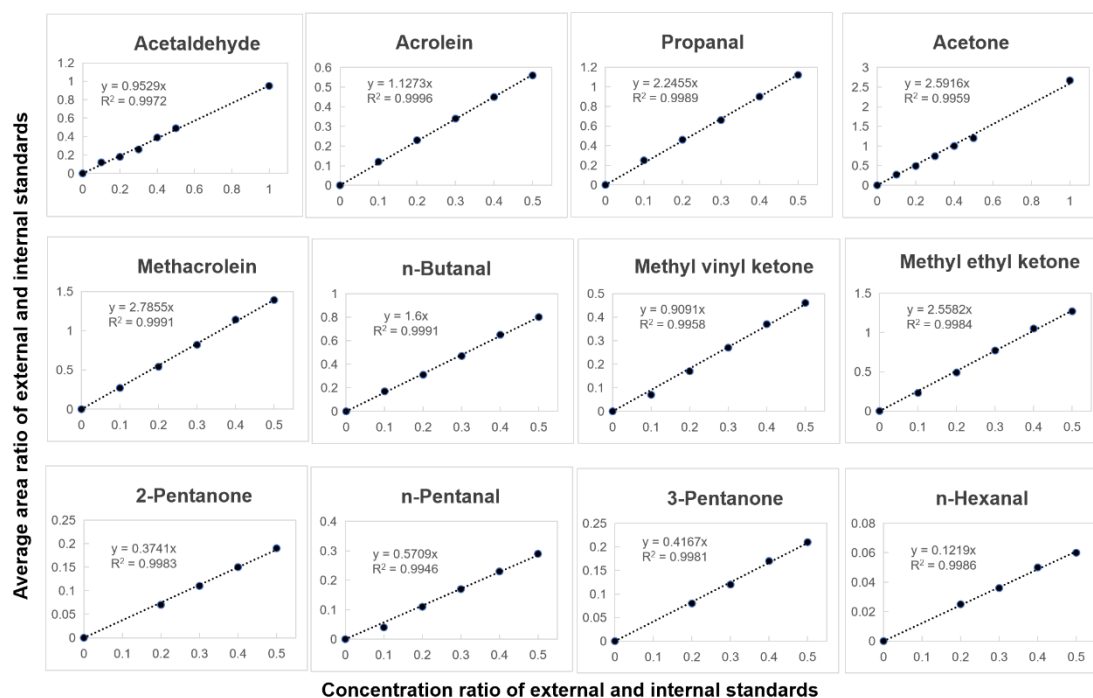 Average area ratio of external and internal standards
Acetaldehyde
y = 0.9529x
R² = 0.9972
1.2
1
0.8
0.6
0.4
0.2
0
0 0.2 0.4 0.6 0.8 1
Acrolein
y = 1.1273x
R² = 0.9996
0.6
0.5
0.4
0.3
0.2
0.1
0
0 0.1 0.2 0.3 0.4 0.5
Propanal
y = 2.2455x
R² = 0.9989
1.2
1.0
0.8
0.6
0.4
0.2
0
0 0.1 0.2 0.3 0.4 0.5
Acetone
y = 2.5916x
R² = 0.9959
3
2.5
2
1.5
1
0.5
0
0 0.2 0.4 0.6 0.8 1
Methacrolein
y = 2.7855x
R² = 0.9991
1.5
1
0.5
0
0 0.1 0.2 0.3 0.4 0.5
n-Butanal
y = 1.6x
R² = 0.9991
1
0.8
0.6
0.4
0.2
0
0 0.1 0.2 0.3 0.4 0.5
Methyl vinyl ketone
y = 0.9091x
R² = 0.9958
0.5
0.4
0.3
0.2
0.1
0
0 0.1 0.2 0.3 0.4 0.5
Methyl ethyl ketone
y = 2.5582x
R² = 0.9984
1.5
1
0.5
0
0 0.1 0.2 0.3 0.4 0.5
2-Pentanone
y = 0.3741x
R² = 0.9983
0.25
0.2
0.15
0.1
0.05
0
0 0.1 0.2 0.3 0.4 0.5
n-Pentanal
y = 0.5709x
R² = 0.9946
0.4
0.3
0.2
0.1
0
0 0.1 0.2 0.3 0.4 0.5
3-Pentanone
y = 0.4167x
R² = 0.9981
0.25
0.2
0.15
0.1
0.05
0
0 0.1 0.2 0.3 0.4 0.5
n-Hexanal
y = 0.1219x
R² = 0.9986
0.08
0.06
0.04
0.02
0
0 0.1 0.2 0.3 0.4 0.5
Concentration ratio of external and internal standards